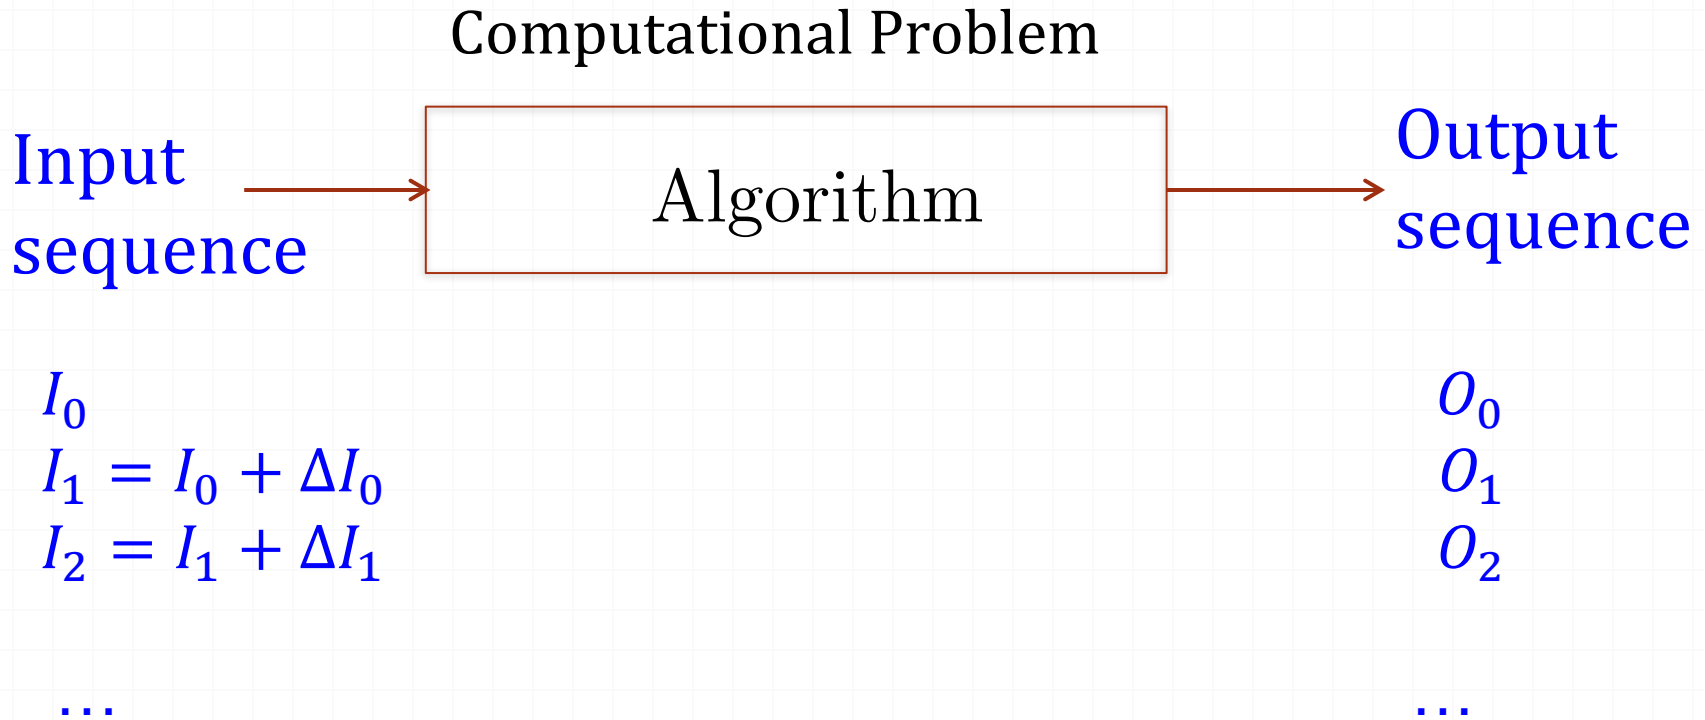 Computational Problem
Input
sequence
Algorithm
Output
sequence
I₀
O₀
I₁ = I₀ + ΔI₀
O₁
I₂ = I₁ + ΔI₁
O₂
...
...